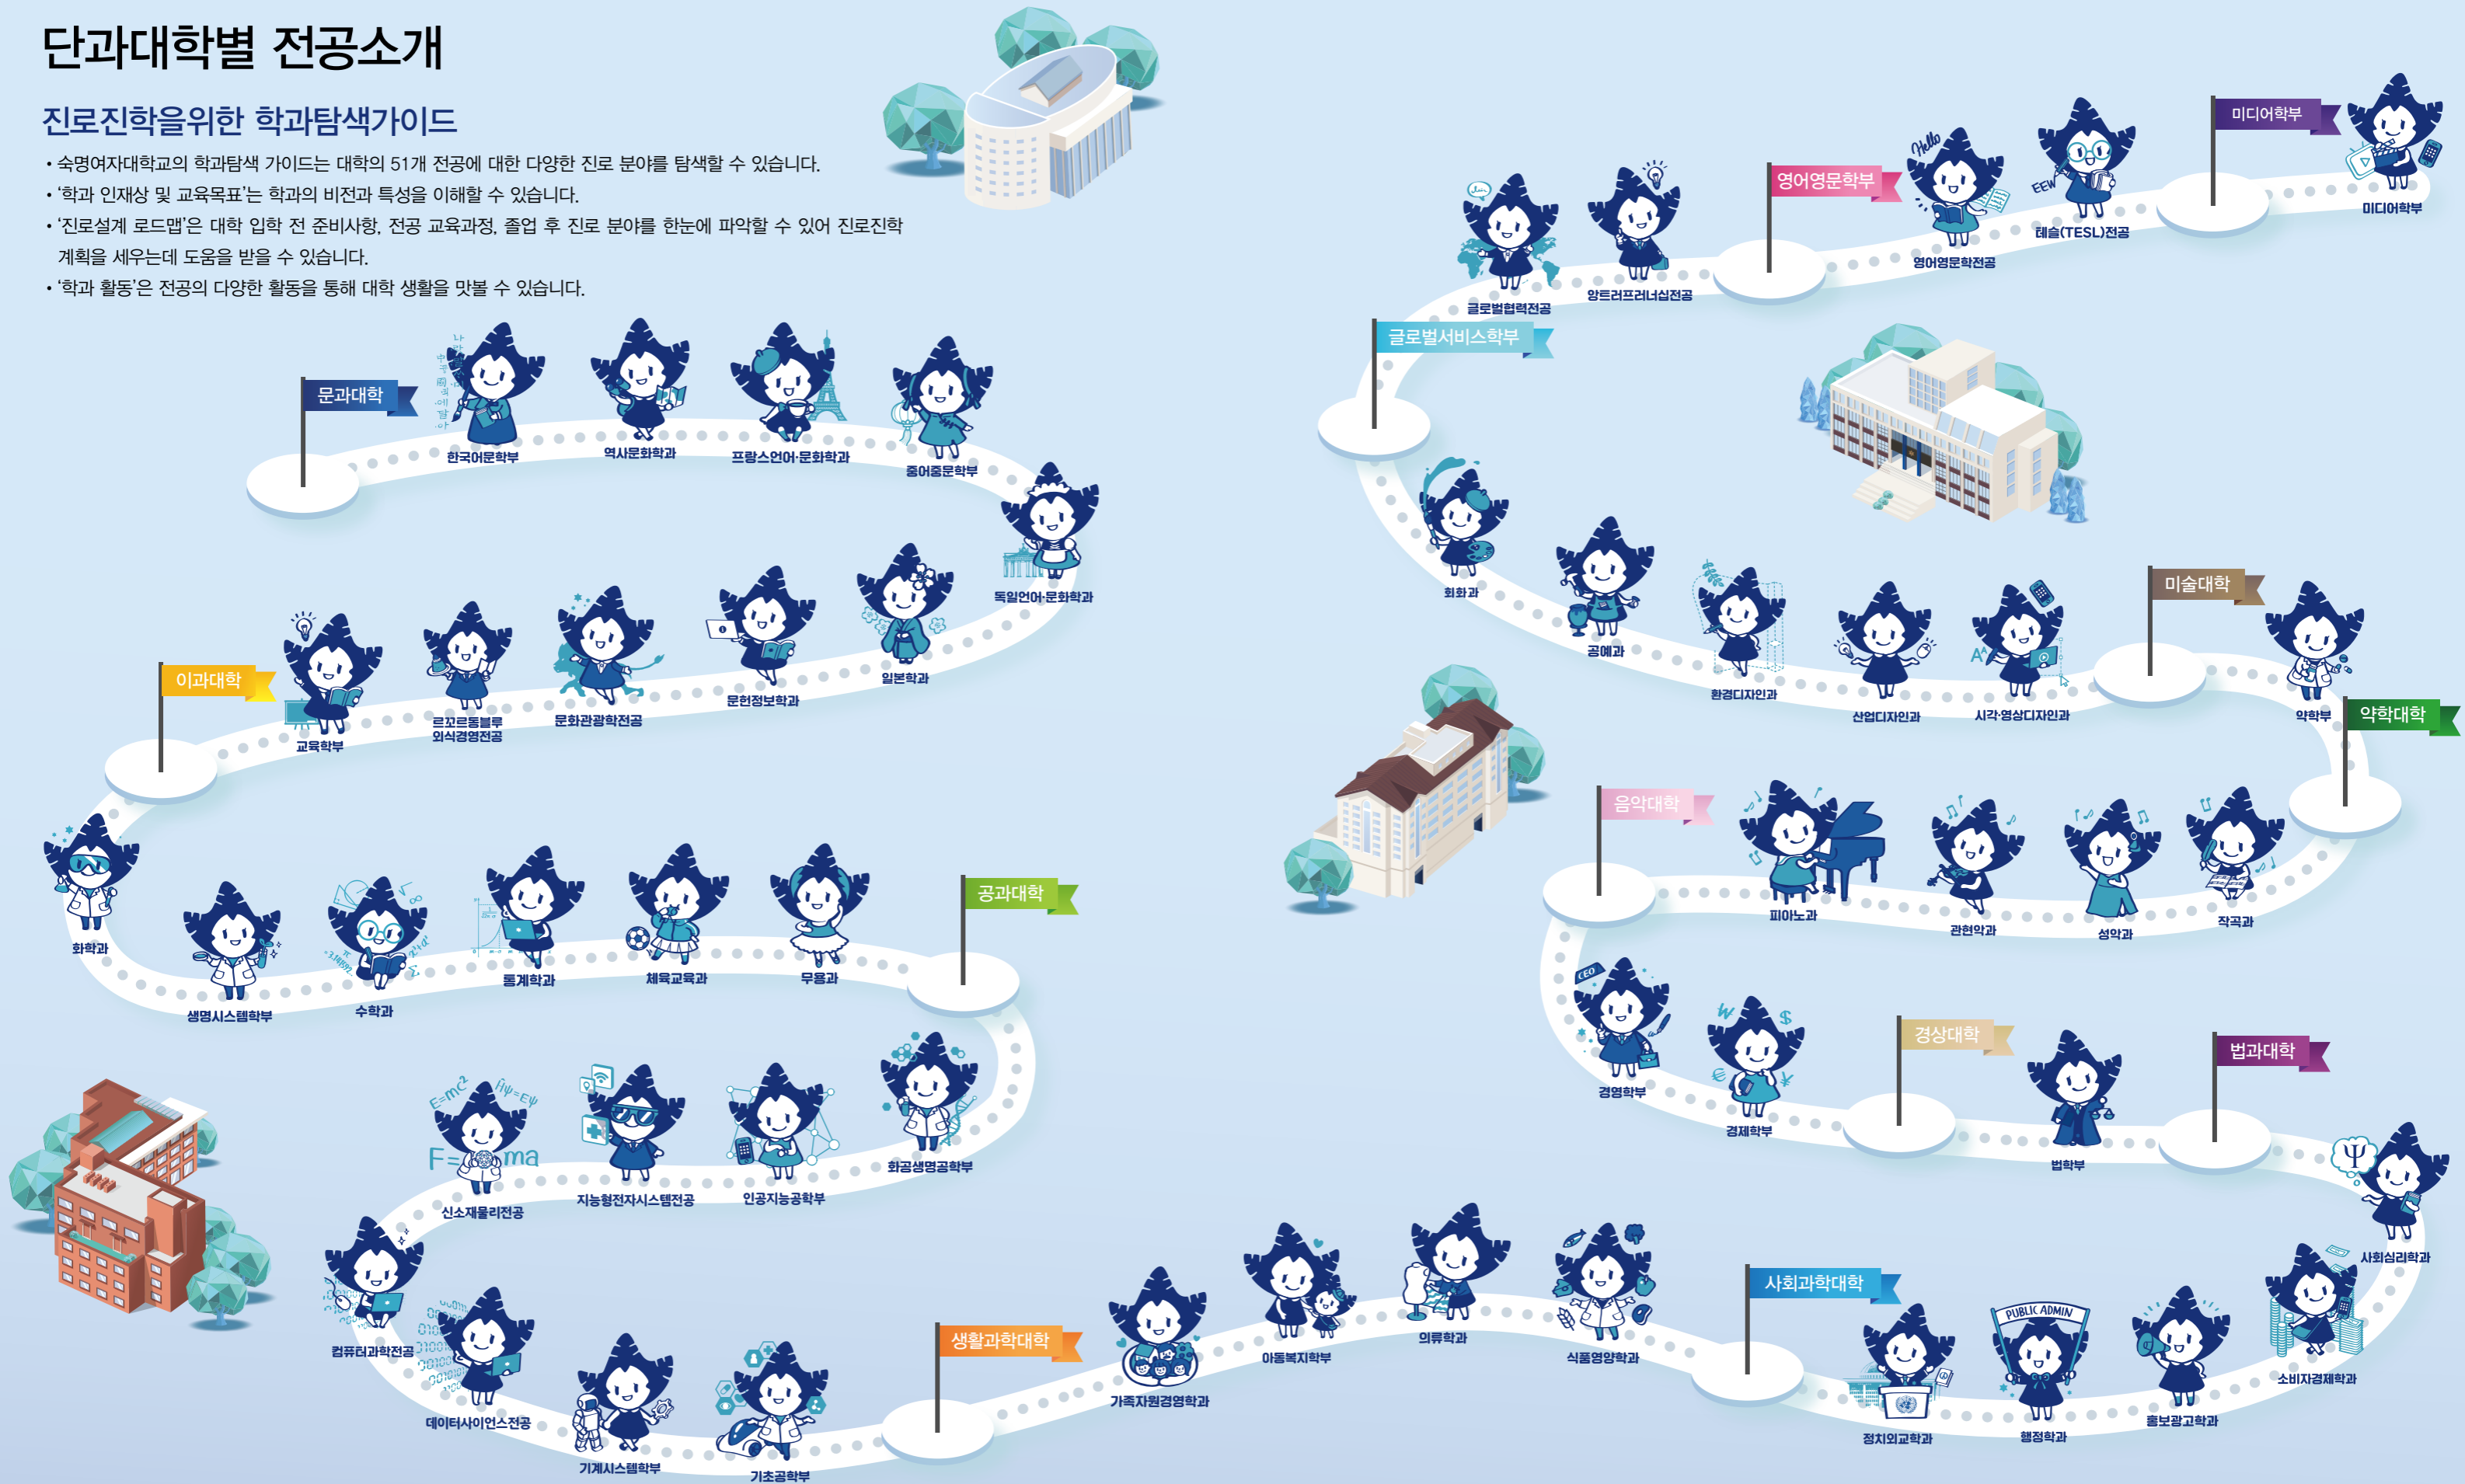 단과대학별 전공소개
진로진학을위한 학과탐색가이드
• 숙명여자대학교의 학과탐색 가이드는 대학의 51개 전공에 대한 다양한 진로 분야를 탐색할 수 있습니다.
• ‘학과 인재상 및 교육목표’는 학과의 비전과 특성을 이해할 수 있습니다.
• ‘진로설계 로드맵’은 대학 입학 전 준비사항, 전공 교육과정, 졸업 후 진로 분야를 한눈에 파악할 수 있어 진로진학
계획을 세우는데 도움을 받을 수 있습니다.
• ‘학과 활동’은 전공의 다양한 활동을 통해 대학 생활을 맛볼 수 있습니다.
문과대학
한국어문학부
역사문화학과
프랑스언어·문화학과
중어중문학부
독일언어·문화학과
일본학과
문헌정보학과
문화관광학전공
르꼬르동블루
외식경영전공
교육학부
이과대학
화학과
생명시스템학부
수학과
통계학과
체육교육과
무용과
공과대학
화공생명공학부
인공지능공학부
지능형전자시스템전공
신소재물리전공
E=mc²
Ĥψ=Eψ
F=
ma
컴퓨터과학전공
데이터사이언스전공
기계시스템학부
기초공학부
생활과학대학
가족자원경영학과
아동복지학부
의류학과
식품영양학과
사회과학대학
정치외교학과
PUBLIC ADMIN
행정학과
홍보광고학과
소비자경제학과
사회심리학과
Ψ
법과대학
법학부
경상대학
경제학부
W
$
€
¥
CEO
경영학부
음악대학
피아노과
관현악과
성악과
작곡과
약학대학
약학부
미술대학
시각·영상디자인과
산업디자인과
환경디자인과
공예과
회화과
글로벌서비스학부
글로벌협력전공
앙트러프러너십전공
영어영문학부
Hello
영어영문학전공
EEW
테슬(TESL)전공
미디어학부
미디어학부